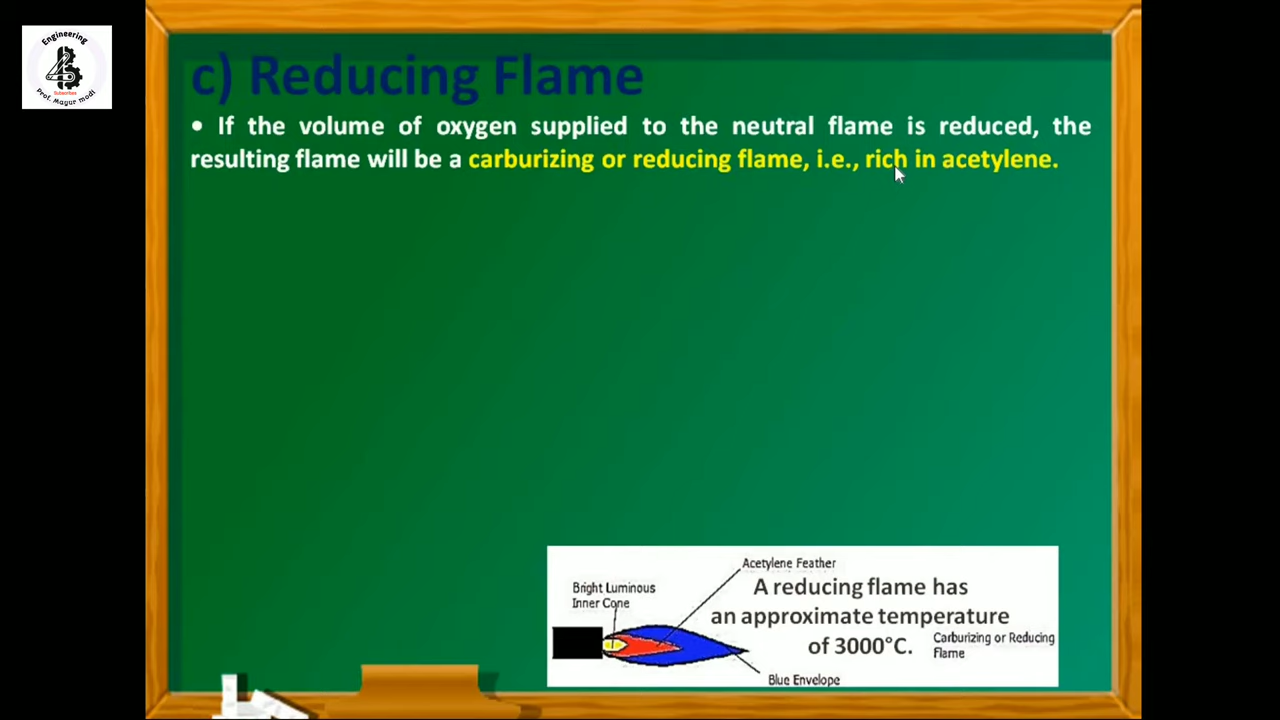 Engineering
Subscribe
Prof. Mayur modi
c) Reducing Flame
• If the volume of oxygen supplied to the neutral flame is reduced, the
resulting flame will be a carburizing or reducing flame, i.e., rich in acetylene.
Acetylene Feather
Bright Luminous
Inner Cone
A reducing flame has
an approximate temperature
of 3000°C.
Carburizing or Reducing
Flame
Blue Envelope